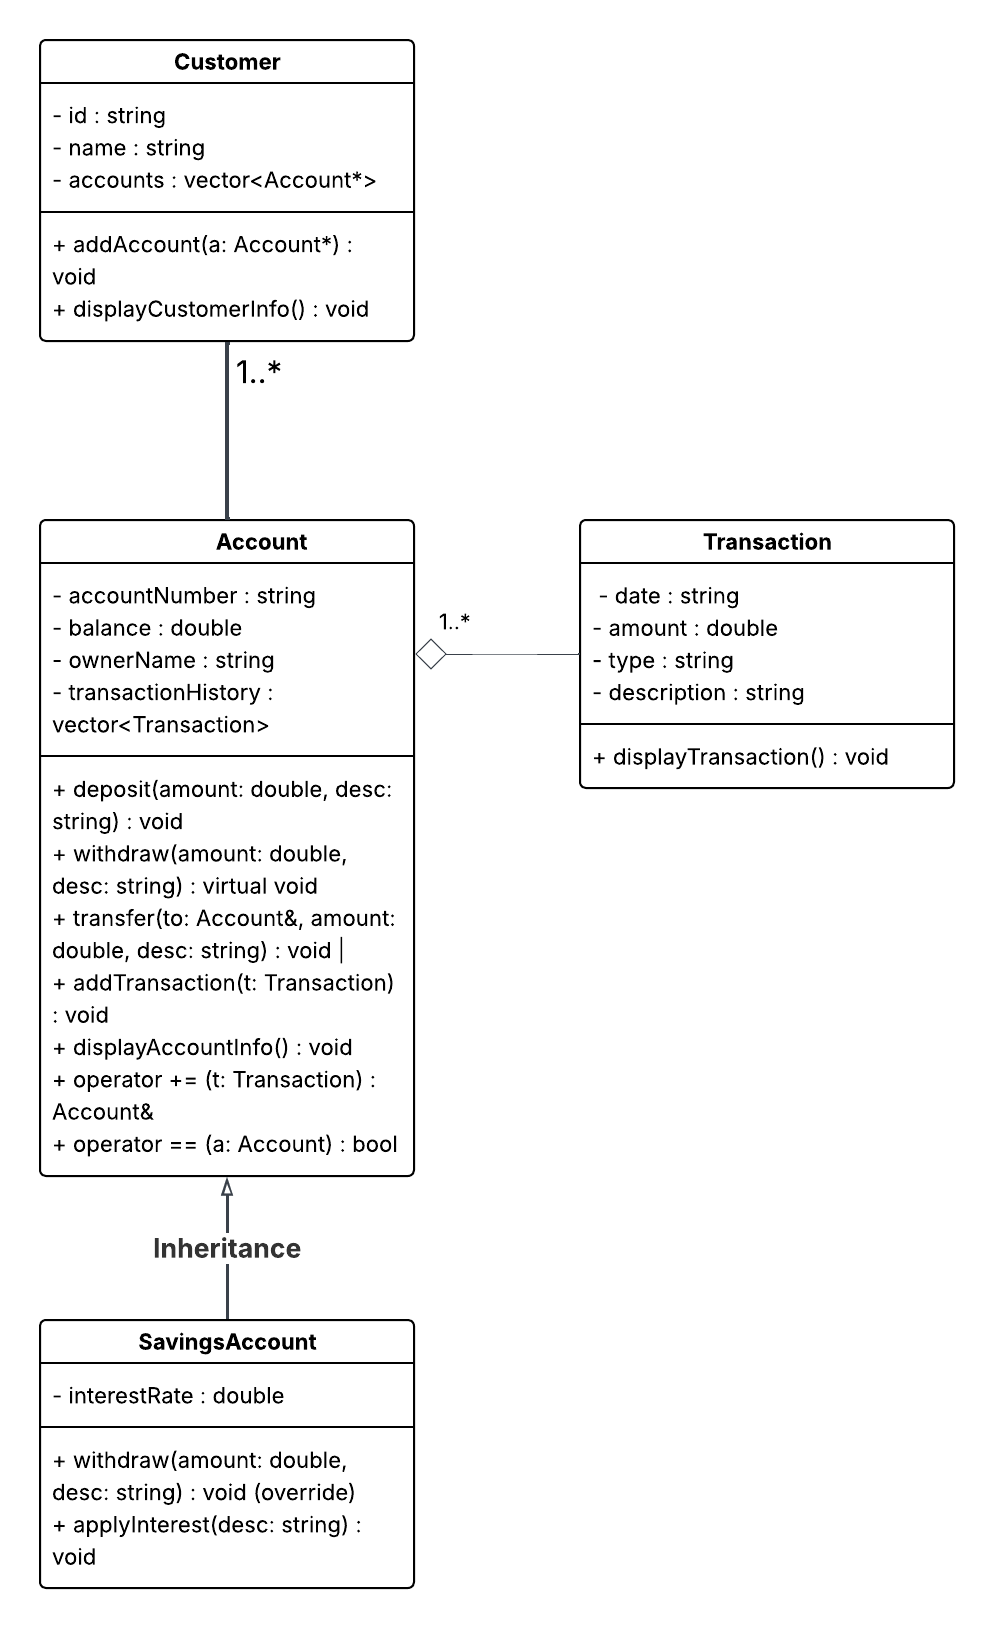 Customer
- id : string
- name : string
- accounts : vector<Account*>
+ addAccount(a: Account*) :
void
+ displayCustomerInfo() : void
1..*
Account
- accountNumber : string
- balance : double
- ownerName : string
- transactionHistory :
vector<Transaction>
+ deposit(amount: double, desc:
string) : void
+ withdraw(amount: double,
desc: string) : virtual void
+ transfer(to: Account&, amount:
double, desc: string) : void |
+ addTransaction(t: Transaction)
: void
+ displayAccountInfo() : void
+ operator += (t: Transaction) :
Account&
+ operator == (a: Account) : bool
1..*
Transaction
- date : string
- amount : double
- type : string
- description : string
+ displayTransaction() : void
Inheritance
SavingsAccount
- interestRate : double
+ withdraw(amount: double,
desc: string) : void (override)
+ applyInterest(desc: string) :
void